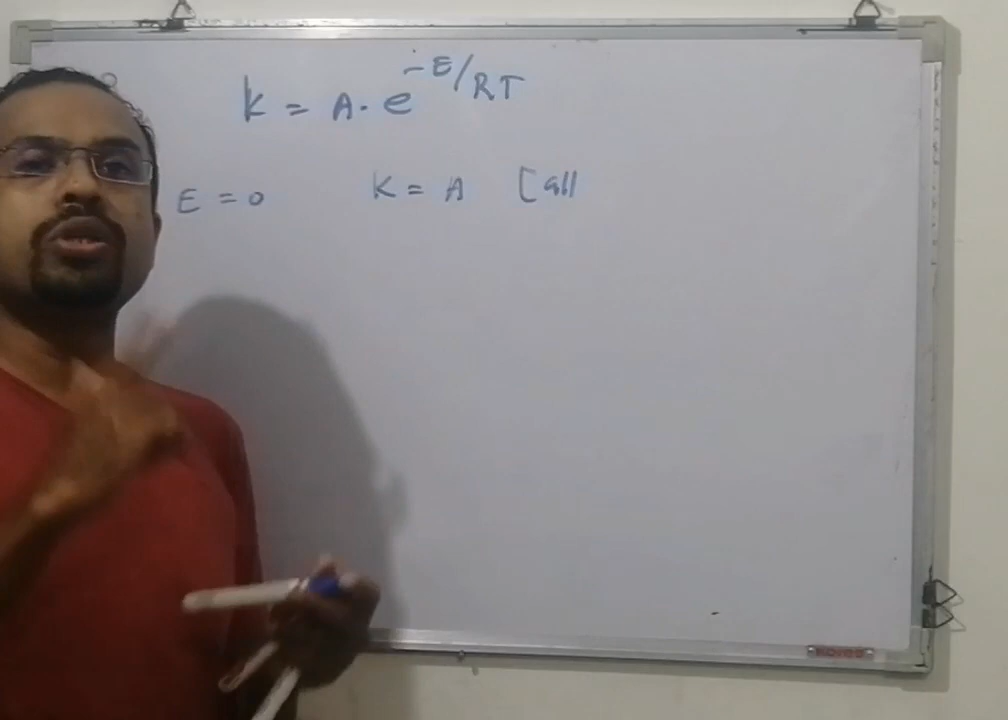 k = A. e^{-E/RT}
E = 0 K = A [all